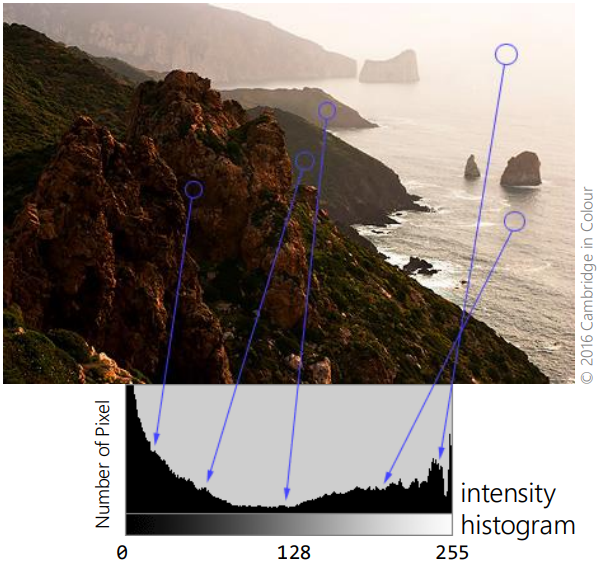 © 2016 Cambridge in Colour
Number of Pixel
intensity
histogram
0 128 255